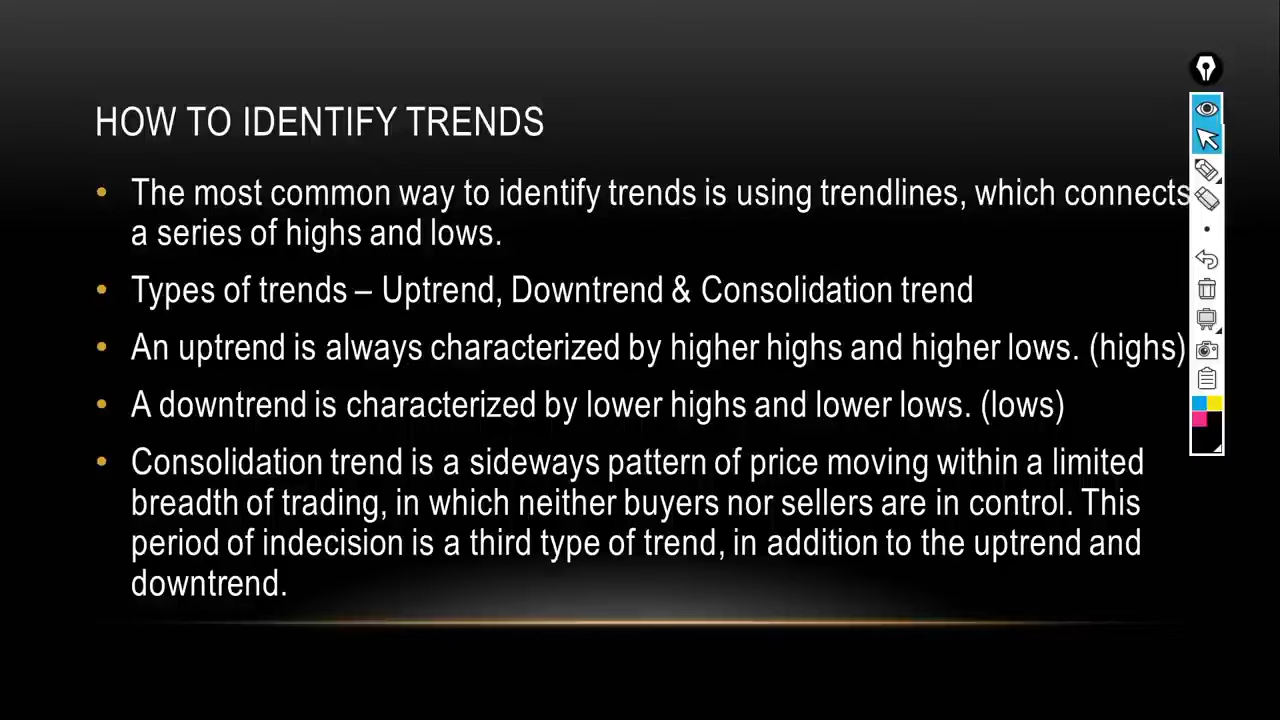 HOW TO IDENTIFY TRENDS
• The most common way to identify trends is using trendlines, which connects
a series of highs and lows.
• Types of trends – Uptrend, Downtrend & Consolidation trend
• An uptrend is always characterized by higher highs and higher lows. (highs)
• A downtrend is characterized by lower highs and lower lows. (lows)
• Consolidation trend is a sideways pattern of price moving within a limited
breadth of trading, in which neither buyers nor sellers are in control. This
period of indecision is a third type of trend, in addition to the uptrend and
downtrend.